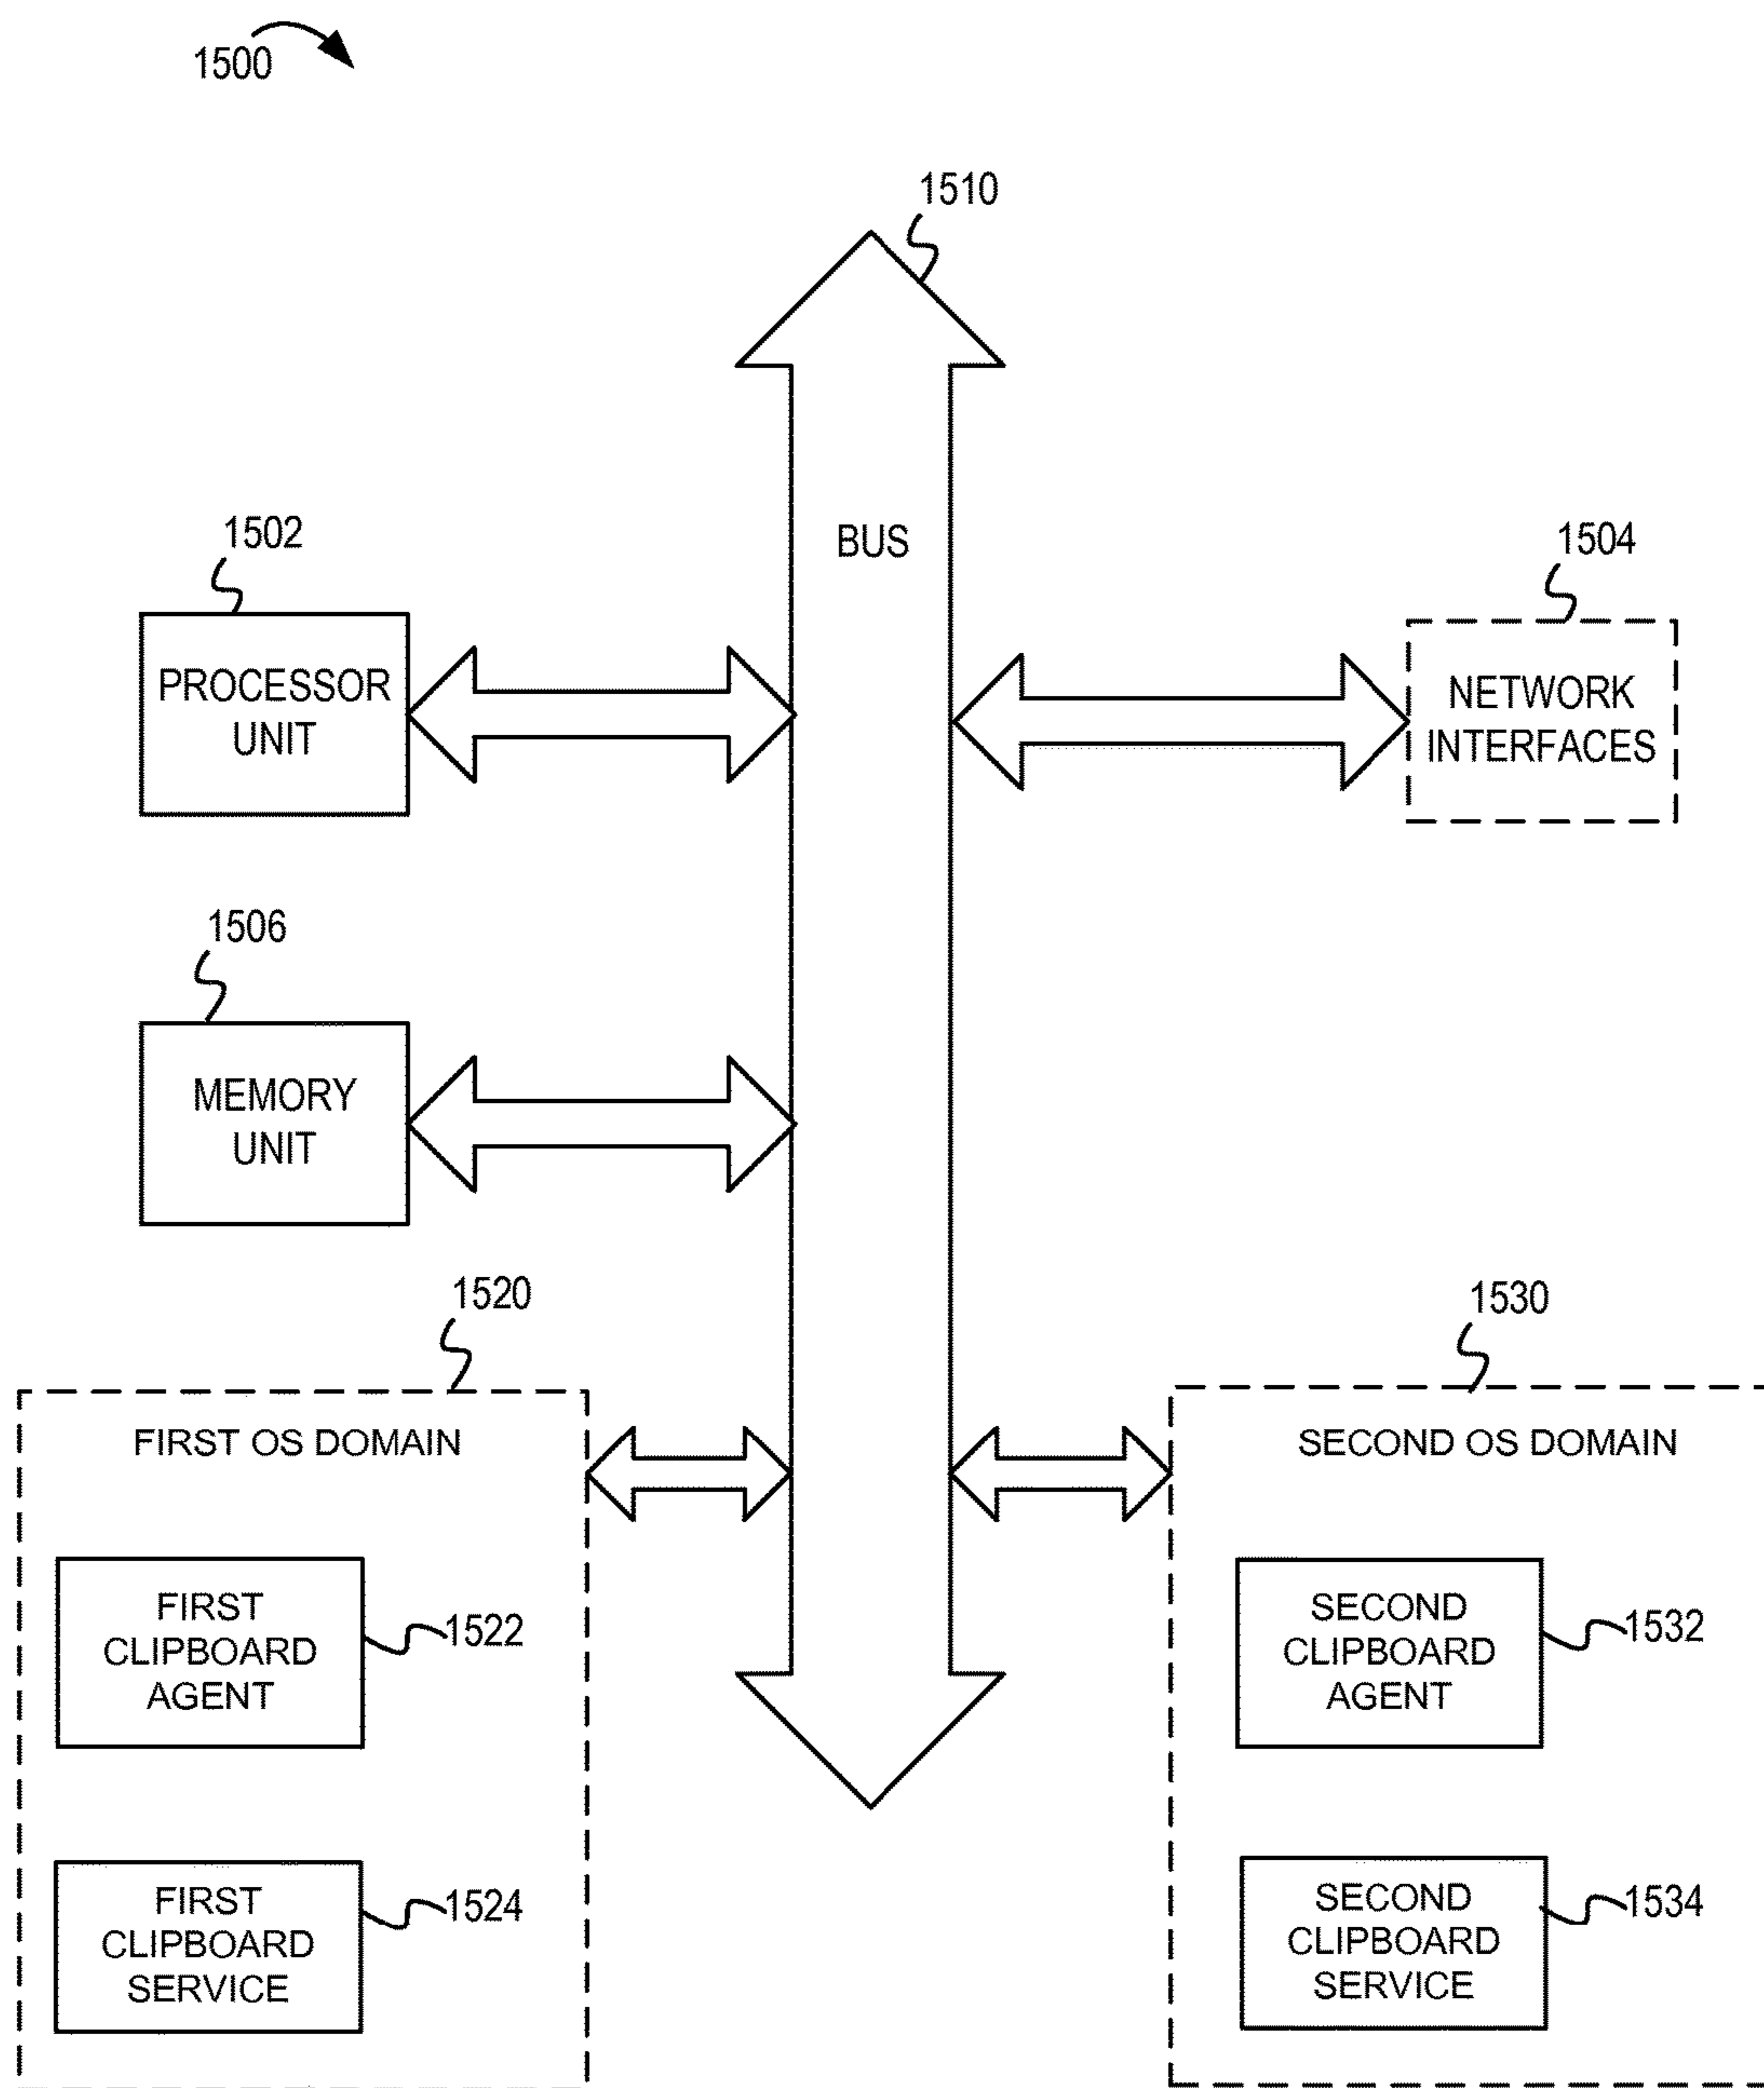 1500
1510
1502
BUS
1504
PROCESSOR
UNIT
NETWORK
INTERFACES
1506
MEMORY
UNIT
1520
1530
FIRST OS DOMAIN
SECOND OS DOMAIN
FIRST
CLIPBOARD
AGENT
1522
SECOND
CLIPBOARD
AGENT
1532
FIRST
CLIPBOARD
SERVICE
1524
SECOND
CLIPBOARD
SERVICE
1534